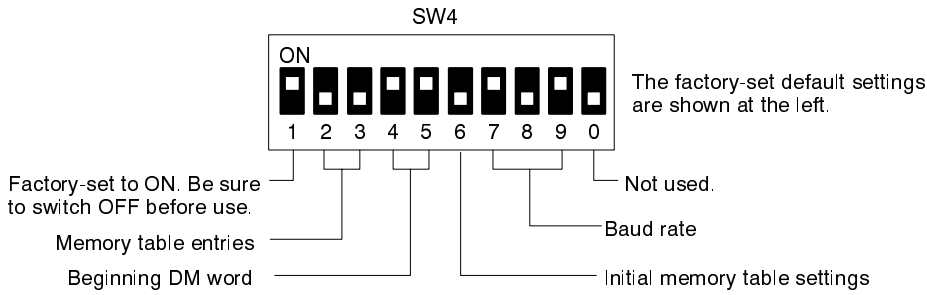 SW4
ON
1 2 3 4 5 6 7 8 9 0
The factory-set default settings
are shown at the left.
Factory-set to ON. Be sure
to switch OFF before use.
Not used.
Memory table entries
Baud rate
Beginning DM word
Initial memory table settings